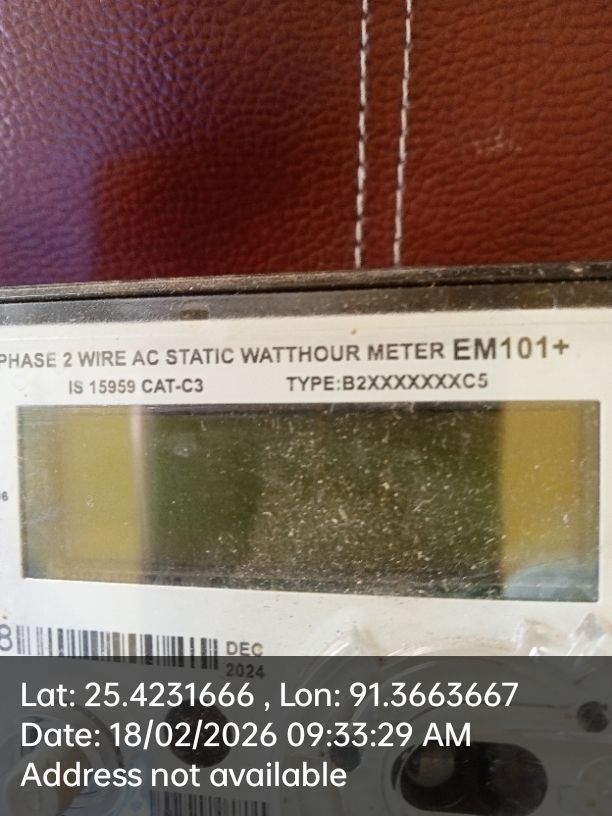 PHASE 2 WIRE AC STATIC WATTHOUR METER EM101+
IS 15959 CAT-C3 TYPE:B2XXXXXXXC5
8
DEC
2024
Lat: 25.4231666 , Lon: 91.3663667
Date: 18/02/2026 09:33:29 AM
Address not available